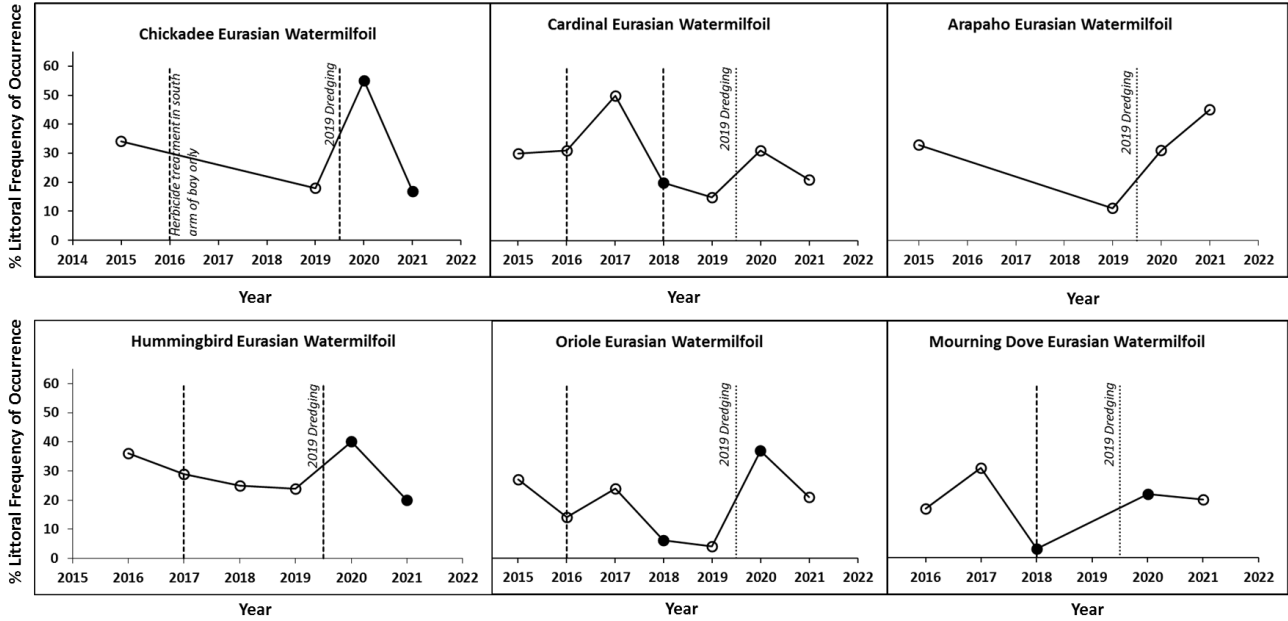 Chickadee Eurasian Watermilfoil
% Littoral Frequency of Occurrence
60
50
40
30
20
10
0
Herbicide treatment in south
arm of bay only
2019 Dredging
2014 2015 2016 2017 2018 2019 2020 2021 2022
Year
Cardinal Eurasian Watermilfoil
2019 Dredging
2015 2016 2017 2018 2019 2020 2021 2022
Year
Arapaho Eurasian Watermilfoil
2019 Dredging
2015 2016 2017 2018 2019 2020 2021 2022
Year
Hummingbird Eurasian Watermilfoil
% Littoral Frequency of Occurrence
60
50
40
30
20
10
0
2019 Dredging
2015 2016 2017 2018 2019 2020 2021 2022
Year
Oriole Eurasian Watermilfoil
2019 Dredging
2015 2016 2017 2018 2019 2020 2021 2022
Year
Mourning Dove Eurasian Watermilfoil
2019 Dredging
2016 2017 2018 2019 2020 2021 2022
Year